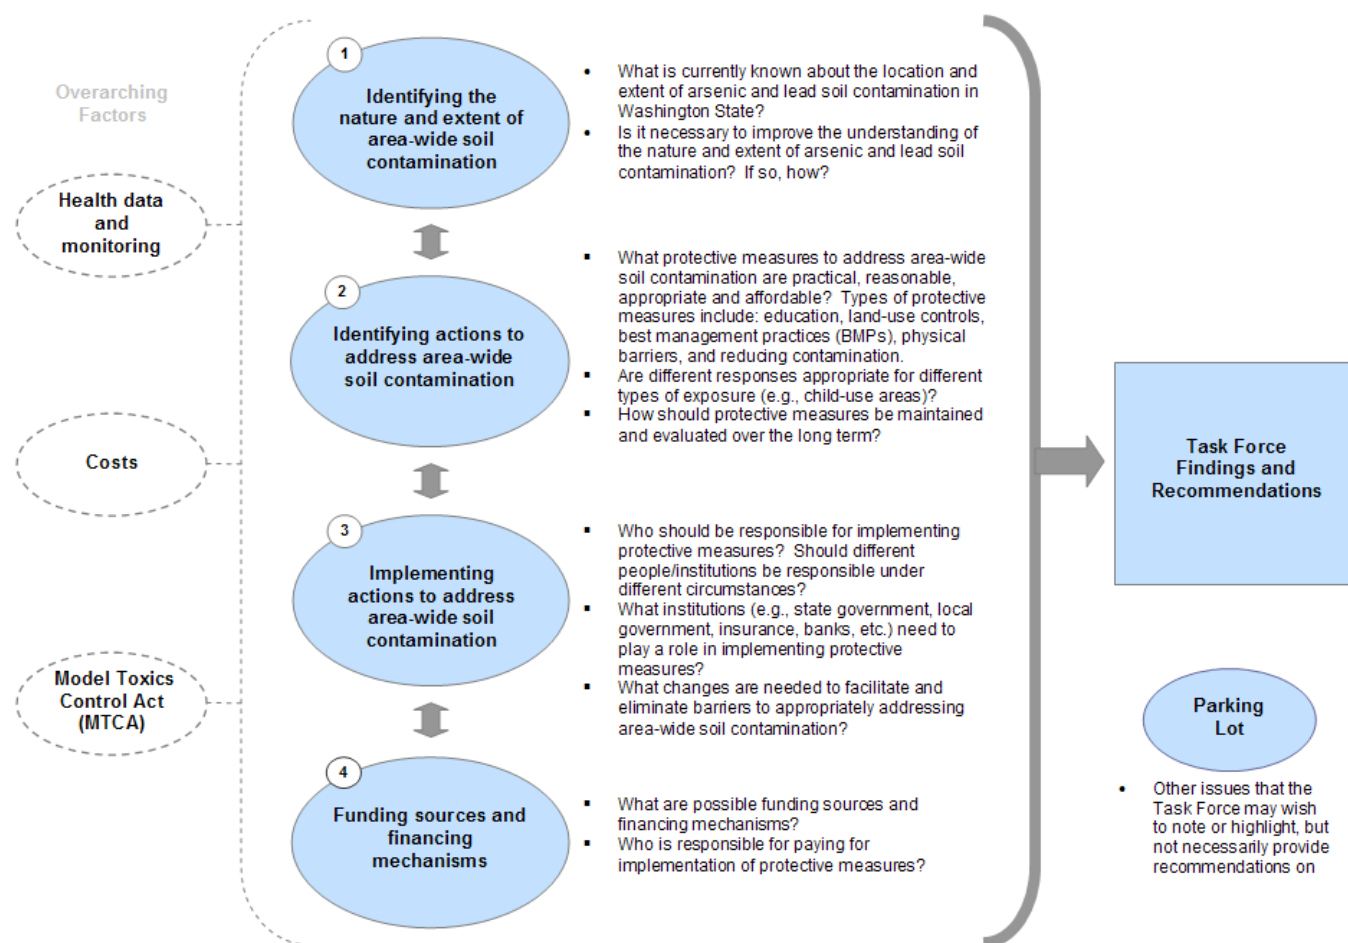 Overarching
Factors
Health data
and
monitoring
Costs
Model Toxics
Control Act
(MTCA)
1
Identifying the
nature and extent of
area-wide soil
contamination
▪ What is currently known about the location and
extent of arsenic and lead soil contamination in
Washington State?
▪ Is it necessary to improve the understanding of
the nature and extent of arsenic and lead soil
contamination?  If so, how?
2
Identifying actions to
address area-wide
soil contamination
▪ What protective measures to address area-wide
soil contamination are practical, reasonable,
appropriate and affordable?  Types of protective
measures include: education, land-use controls,
best management practices (BMPs), physical
barriers, and reducing contamination.
▪ Are different responses appropriate for different
types of exposure (e.g., child-use areas)?
▪ How should protective measures be maintained
and evaluated over the long term?
3
Implementing
actions to address
area-wide soil
contamination
▪ Who should be responsible for implementing
protective measures?  Should different
people/institutions be responsible under
different circumstances?
▪ What institutions (e.g., state government, local
government, insurance, banks, etc.) need to
play a role in implementing protective
measures?
▪ What changes are needed to facilitate and
eliminate barriers to appropriately addressing
area-wide soil contamination?
4
Funding sources and
financing
mechanisms
▪ What are possible funding sources and
financing mechanisms?
▪ Who is responsible for paying for
implementation of protective measures?
Task Force
Findings and
Recommendations
Parking
Lot
• Other issues that the
Task Force may wish
to note or highlight, but
not necessarily provide
recommendations on